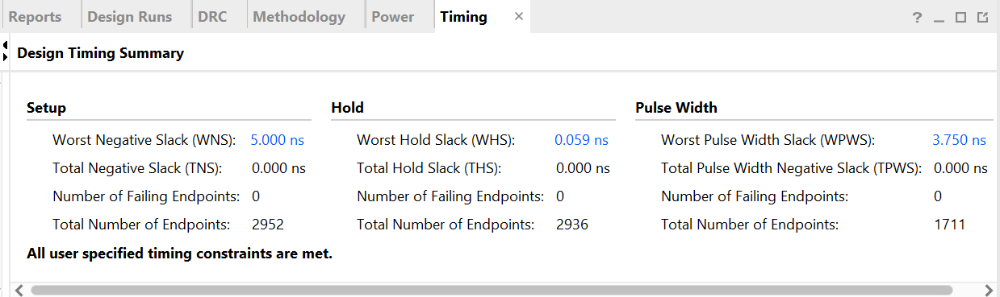 Reports Design Runs DRC Methodology Power Timing × ?
Design Timing Summary
Setup Hold Pulse Width
Worst Negative Slack (WNS): 5.000 ns Worst Hold Slack (WHS): 0.059 ns Worst Pulse Width Slack (WPWS): 3.750 ns
Total Negative Slack (TNS): 0.000 ns Total Hold Slack (THS): 0.000 ns Total Pulse Width Negative Slack (TPWS): 0.000 ns
Number of Failing Endpoints: 0 Number of Failing Endpoints: 0 Number of Failing Endpoints: 0
Total Number of Endpoints: 2952 Total Number of Endpoints: 2936 Total Number of Endpoints: 1711
All user specified timing constraints are met.